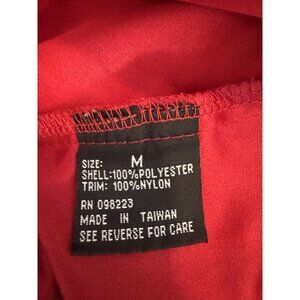 SIZE: M
SHELL:100%POLYESTER
TRIM: 100%NYLON
RN 098223
MADE IN TAIWAN
SEE REVERSE FOR CARE